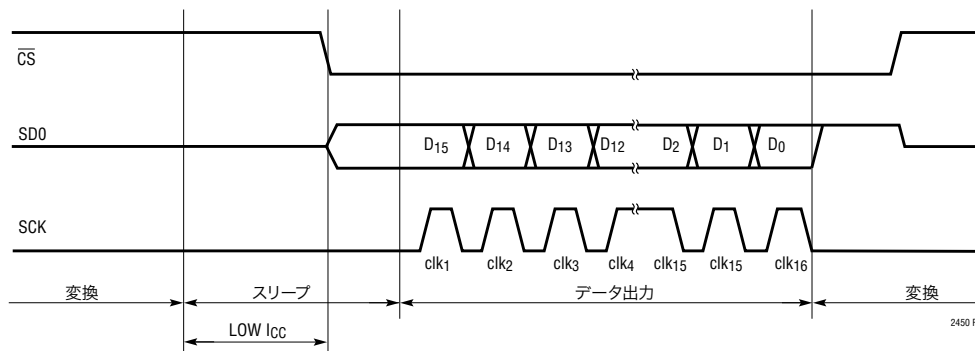 CS
SD0
D15 D14 D13 D12 D2 D1 D0
SCK
clk1 clk2 clk3 clk4 clk15 clk15 clk16
変換 スリープ データ出力 変換
LOW ICC
2450 F